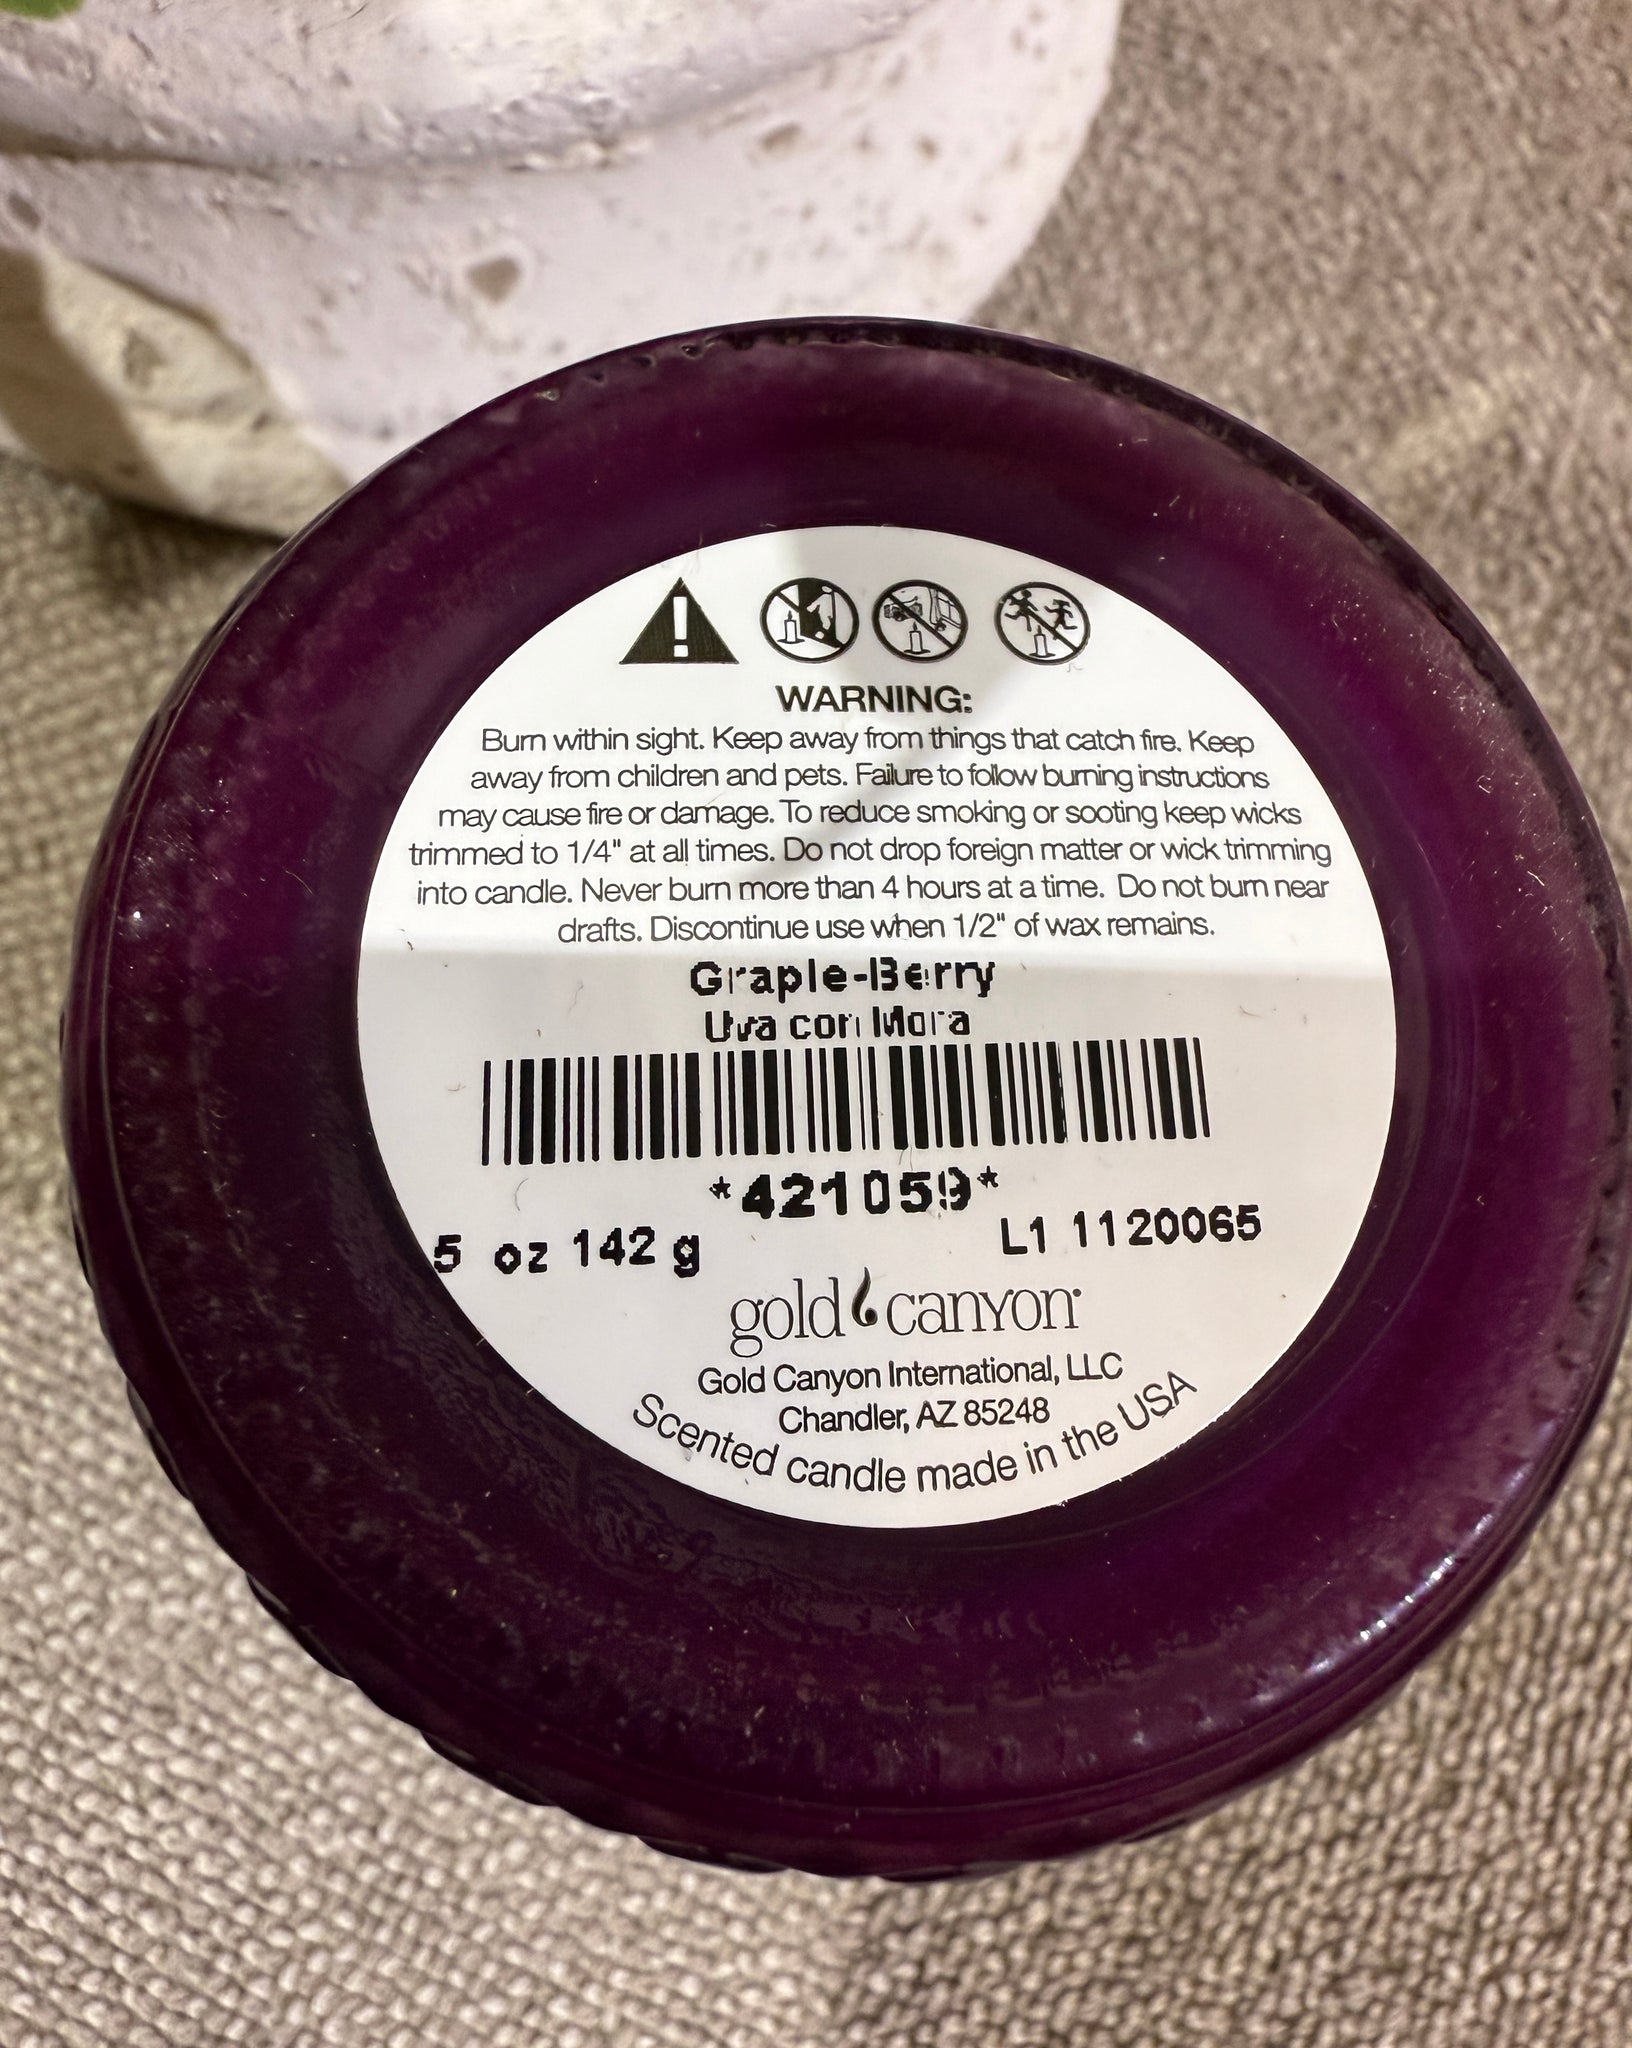 WARNING:
Burn within sight. Keep away from things that catch fire. Keep
away from children and pets. Failure to follow burning instructions
may cause fire or damage. To reduce smoking or sooting keep wicks
trimmed to 1/4" at all times. Do not drop foreign matter or wick trimming
into candle. Never burn more than 4 hours at a time. Do not burn near
drafts. Discontinue use when 1/2" of wax remains.
Graple-Berry
Uva con Mora
*421059*
5 oz 142 g L1 1120065
gold canyon
Gold Canyon International, LLC
Chandler, AZ 85248
Scented candle made in the USA